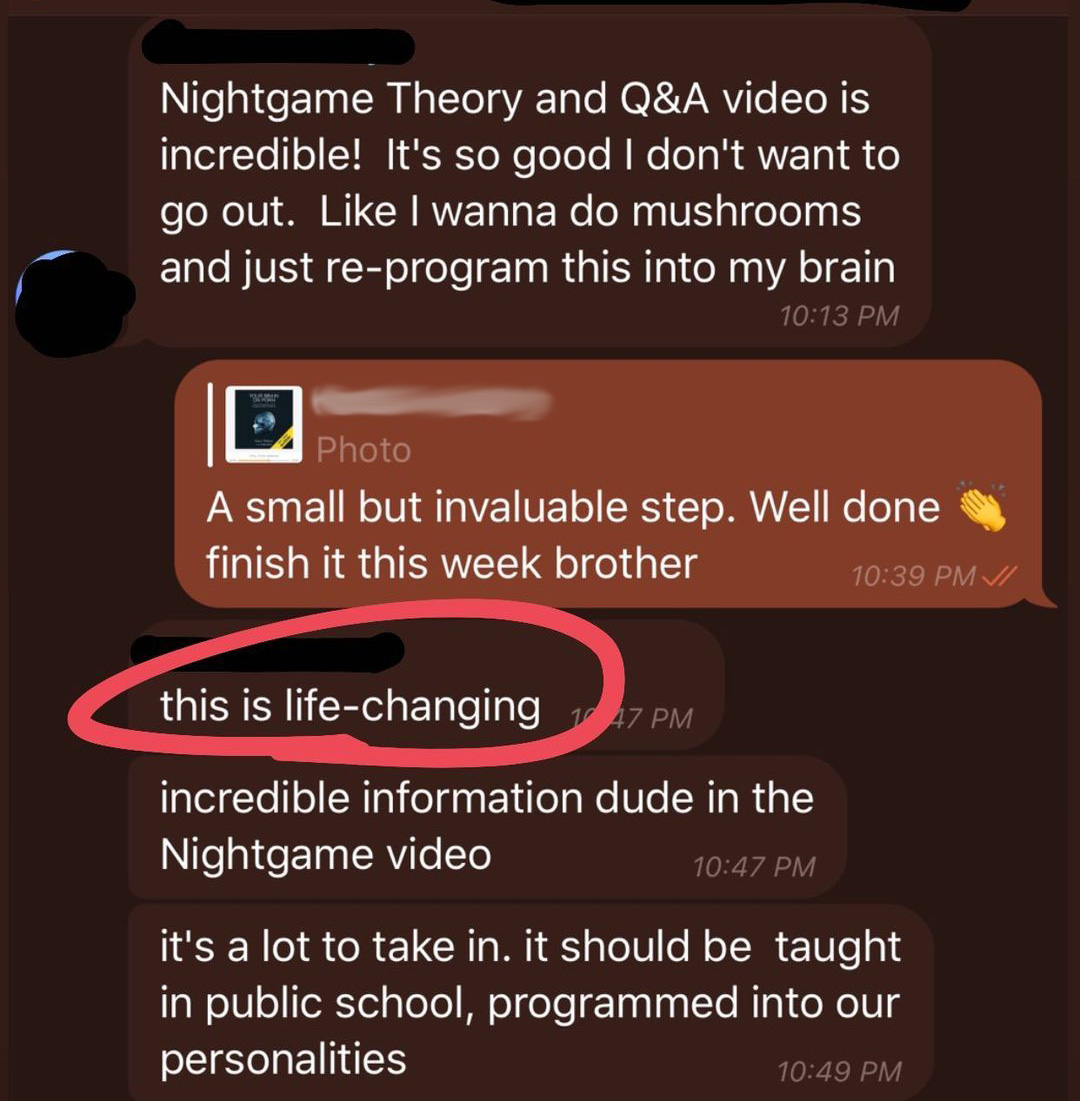 Nightgame Theory and Q&A video is
incredible!  It's so good I don't want to
go out.  Like I wanna do mushrooms
and just re-program this into my brain
10:13 PM
YOUR BRAIN
ON PORN
Photo
A small but invaluable step. Well done 👏
finish it this week brother
10:39 PM
this is life-changing
10:47 PM
incredible information dude in the
Nightgame video
10:47 PM
it's a lot to take in. it should be  taught
in public school, programmed into our
personalities
10:49 PM